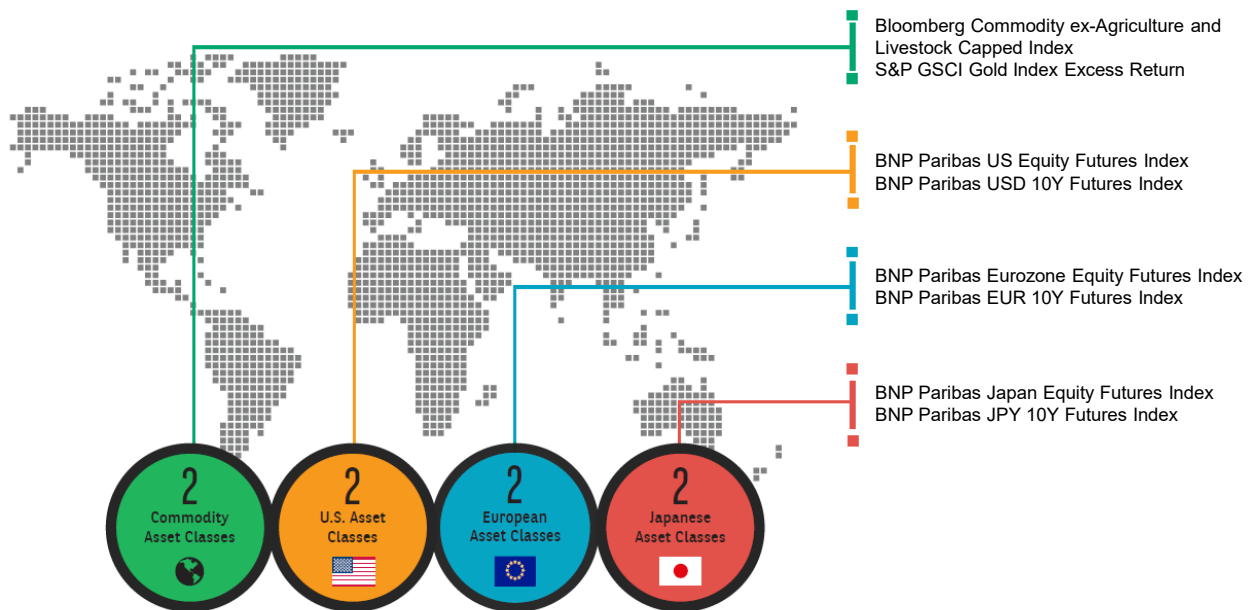 Bloomberg Commodity ex-Agriculture and
Livestock Capped Index
S&P GSCI Gold Index Excess Return
BNP Paribas US Equity Futures Index
BNP Paribas USD 10Y Futures Index
BNP Paribas Eurozone Equity Futures Index
BNP Paribas EUR 10Y Futures Index
BNP Paribas Japan Equity Futures Index
BNP Paribas JPY 10Y Futures Index
2
Commodity
Asset Classes
2
U.S. Asset
Classes
2
European
Asset Classes
2
Japanese
Asset Classes